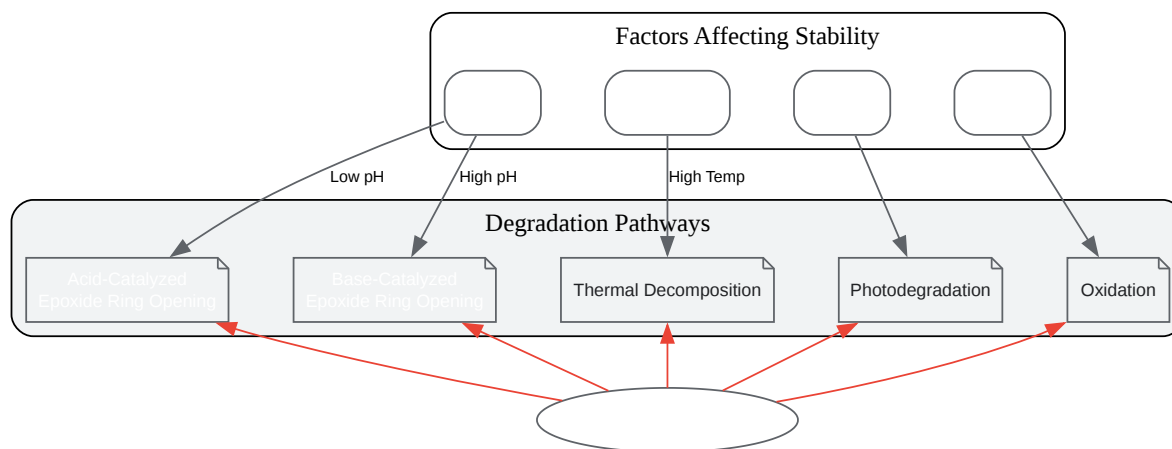 Factors Affecting Stability
Low pH
High pH
High Temp
Degradation Pathways
Acid-Catalyzed
Epoxide Ring Opening
Base-Catalyzed
Epoxide Ring Opening
Thermal Decomposition
Photodegradation
Oxidation